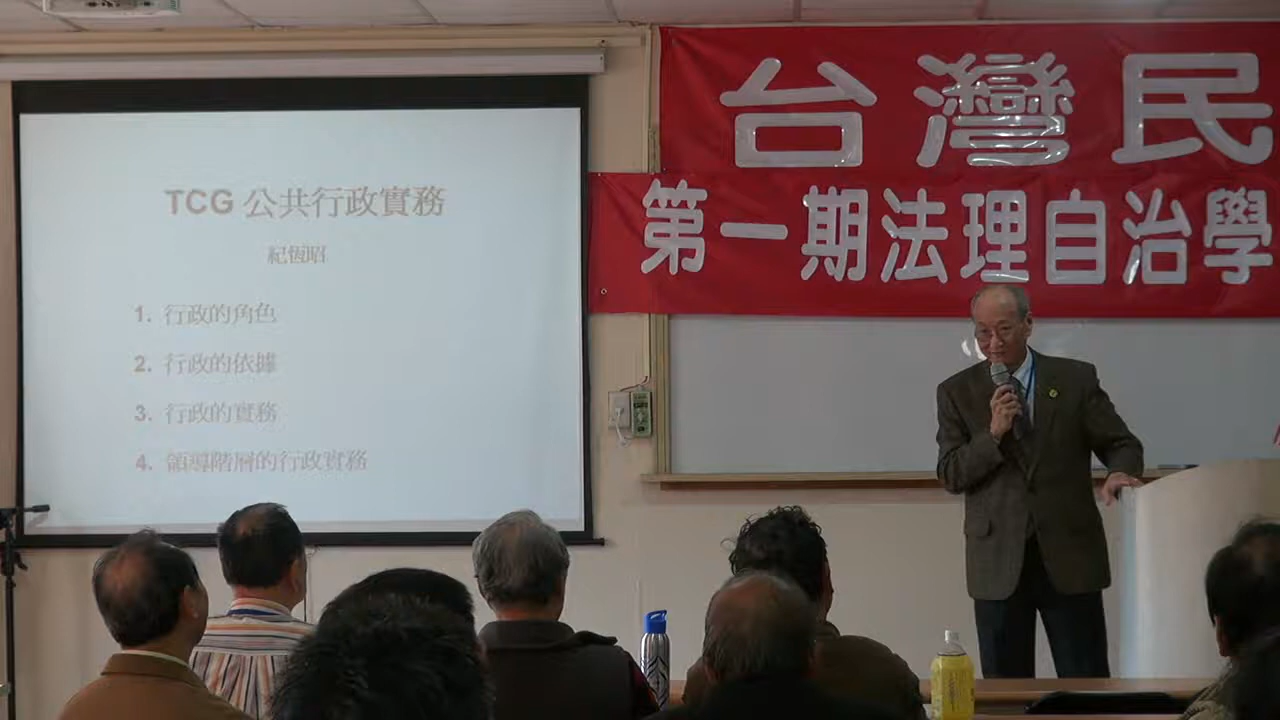 TCG 公共行政實務
紀恆昭
1. 行政的角色
2. 行政的依據
3. 行政的實務
4. 領導階層的行政實務
台灣民
第一期法理自治學